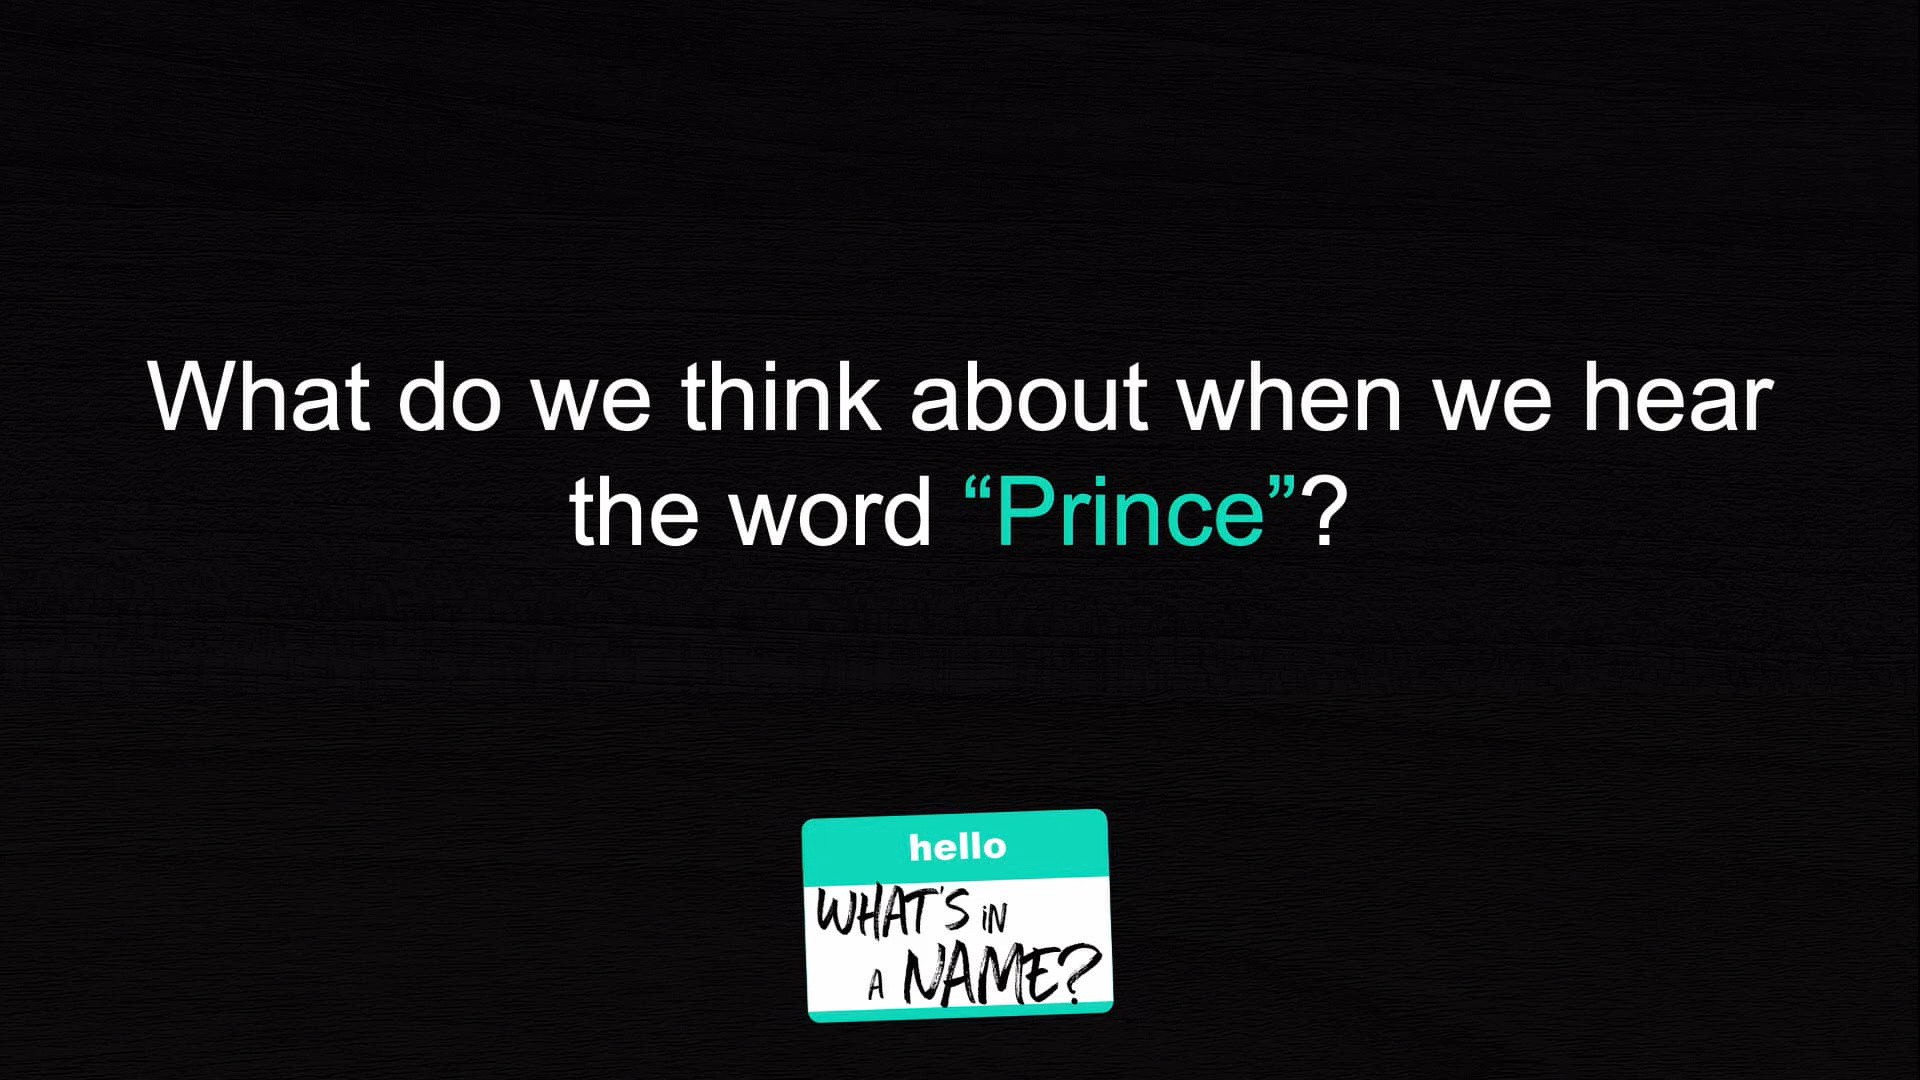 What do we think about when we hear
the word “Prince”?
hello
WHAT'S iN
A NAME?